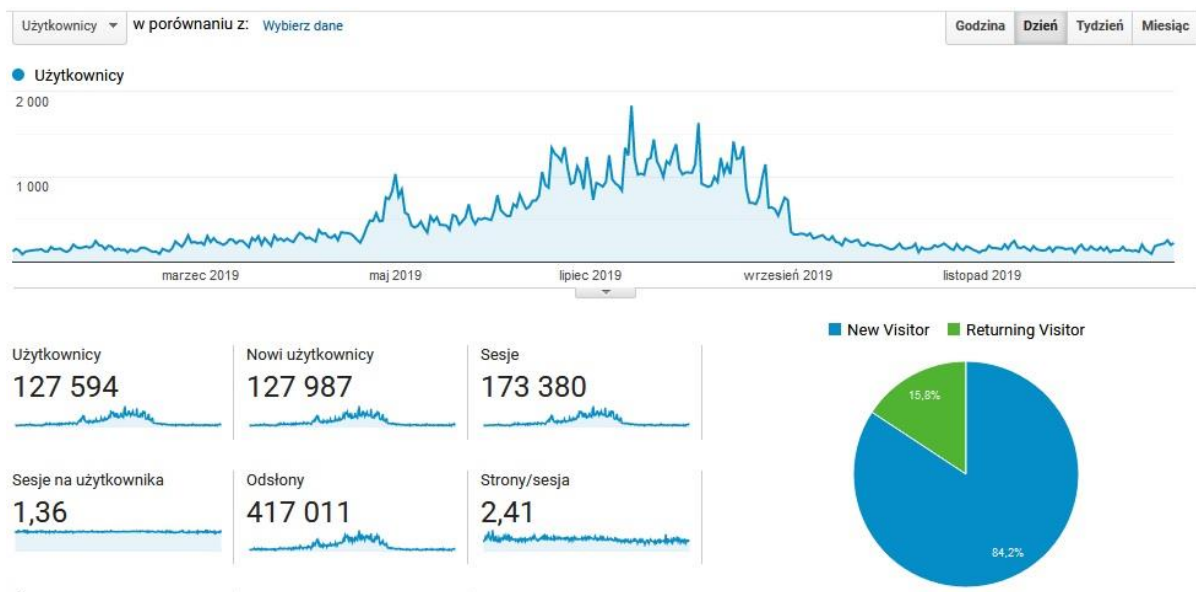 Użytkownicy w porównaniu z: Wybierz dane
Godzina Dzień Tydzień Miesiąc
Użytkownicy
2 000
1 000
marzec 2019 maj 2019 lipiec 2019 wrzesień 2019 listopad 2019
New Visitor Returning Visitor
Użytkownicy Nowi użytkownicy Sesje
127 594 127 987 173 380
15,8%
Sesje na użytkownika Odsłony Strony/sesja
1,36 417 011 2,41
84,2%